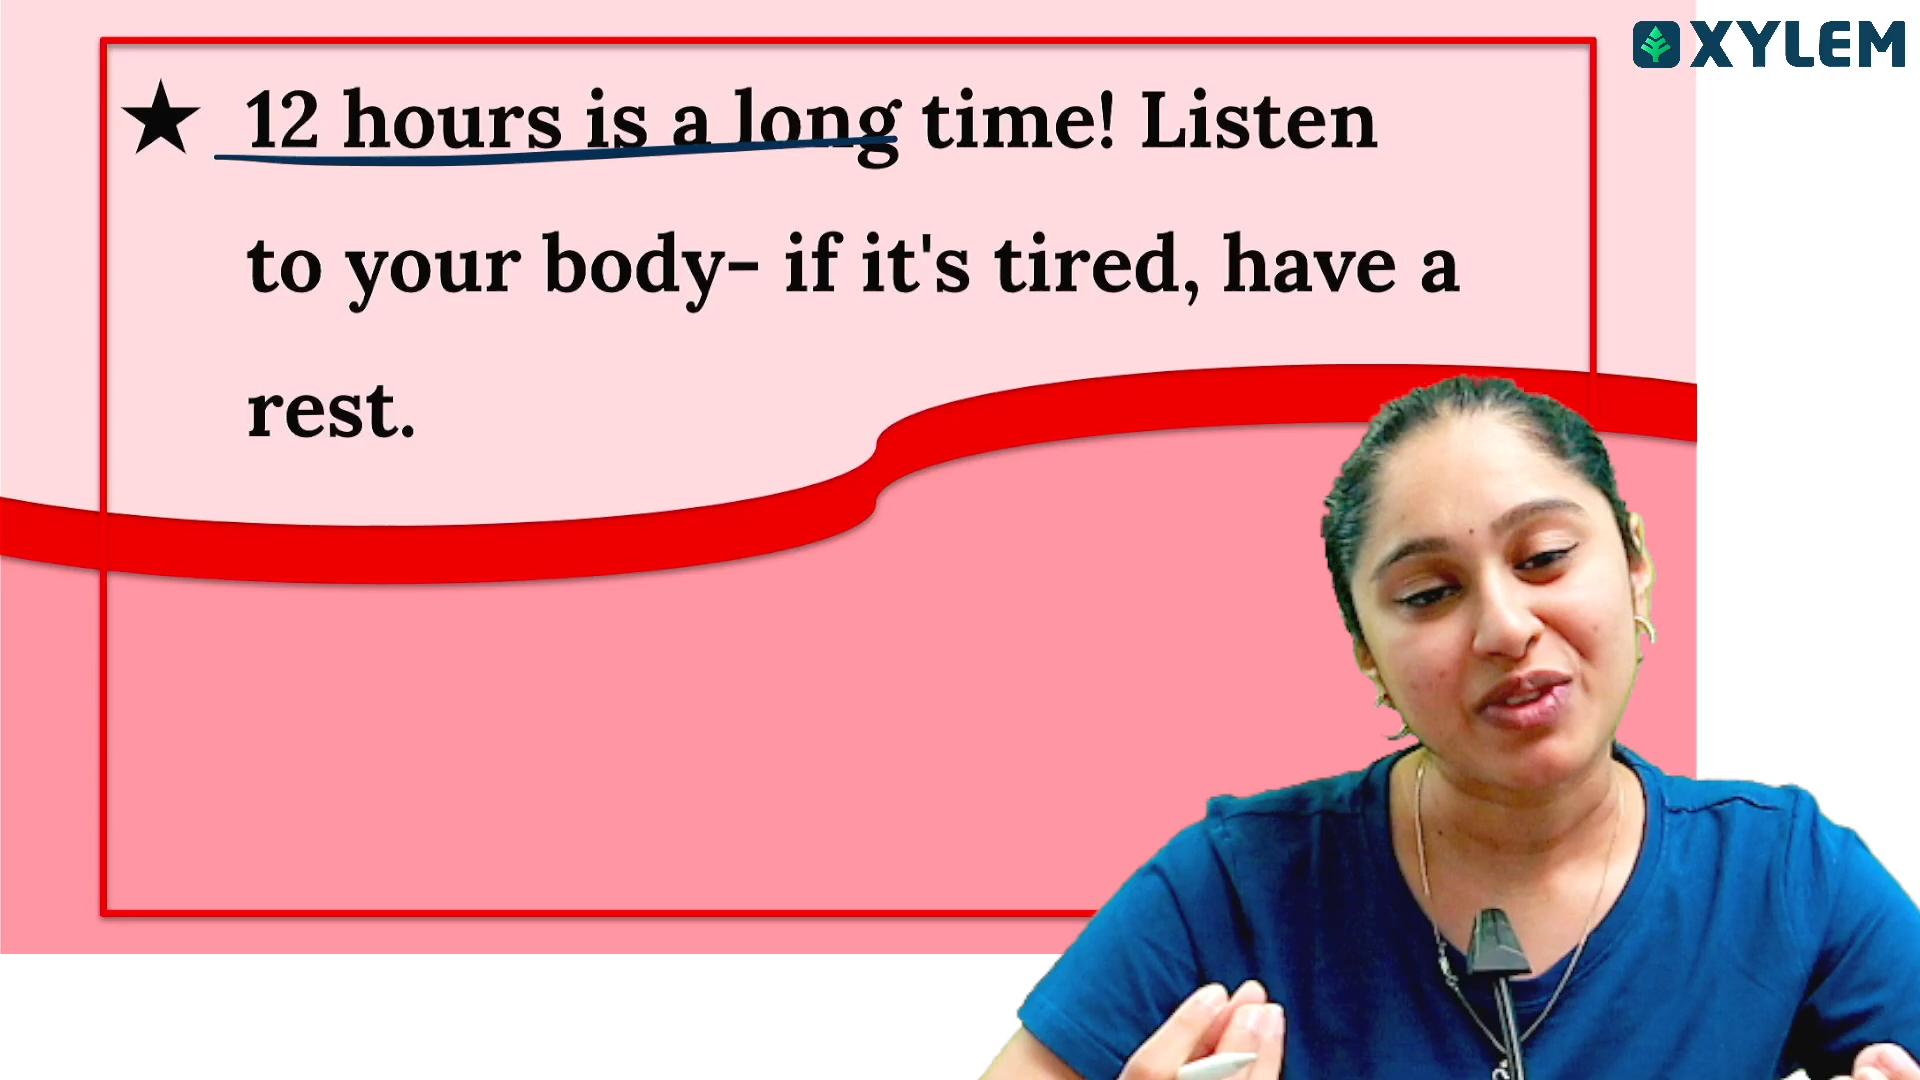 XYLEM
★ 12 hours is a long time! Listen
to your body- if it's tired, have a
rest.